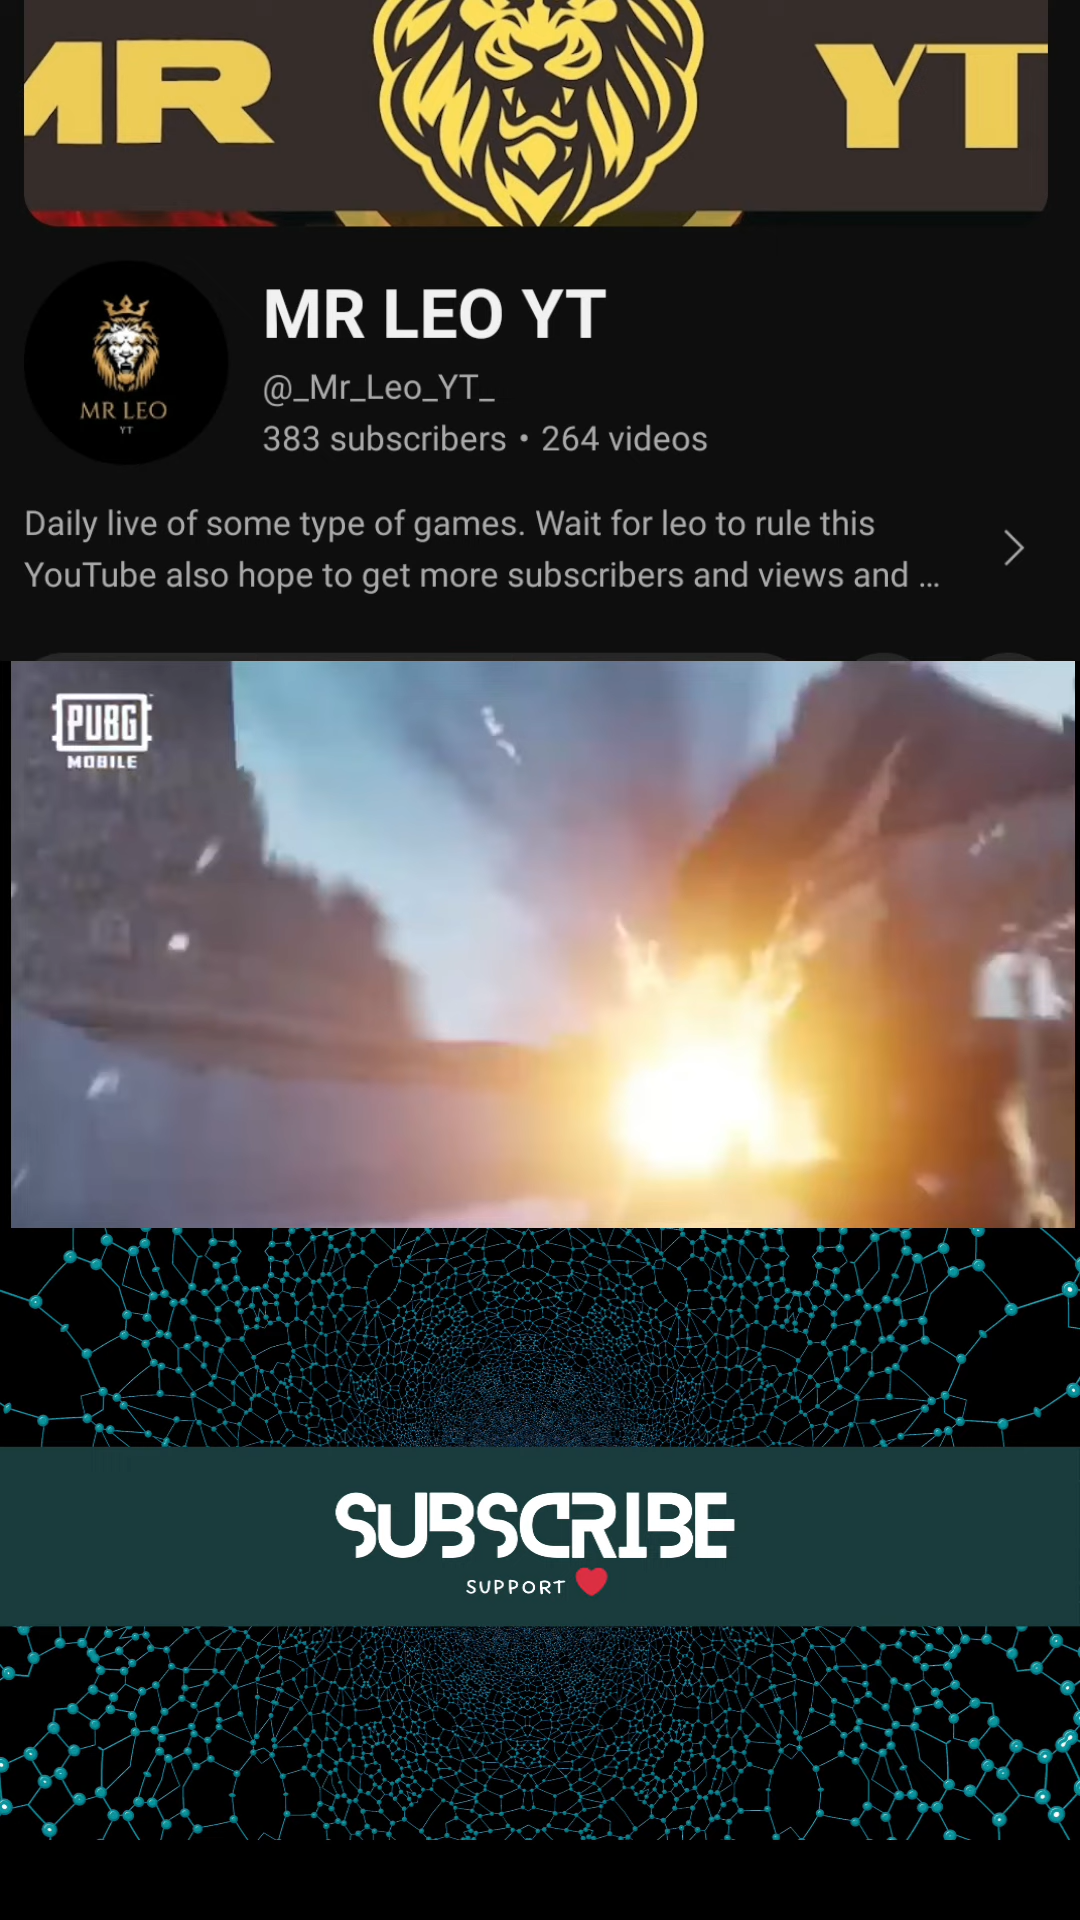 MR YT
MR LEO YT
MR LEO
YT
@_Mr_Leo_YT_
383 subscribers • 264 videos
Daily live of some type of games. Wait for leo to rule this
YouTube also hope to get more subscribers and views and ...
PUBG
MOBILE
SUBSCRIBE
SUPPORT ❤